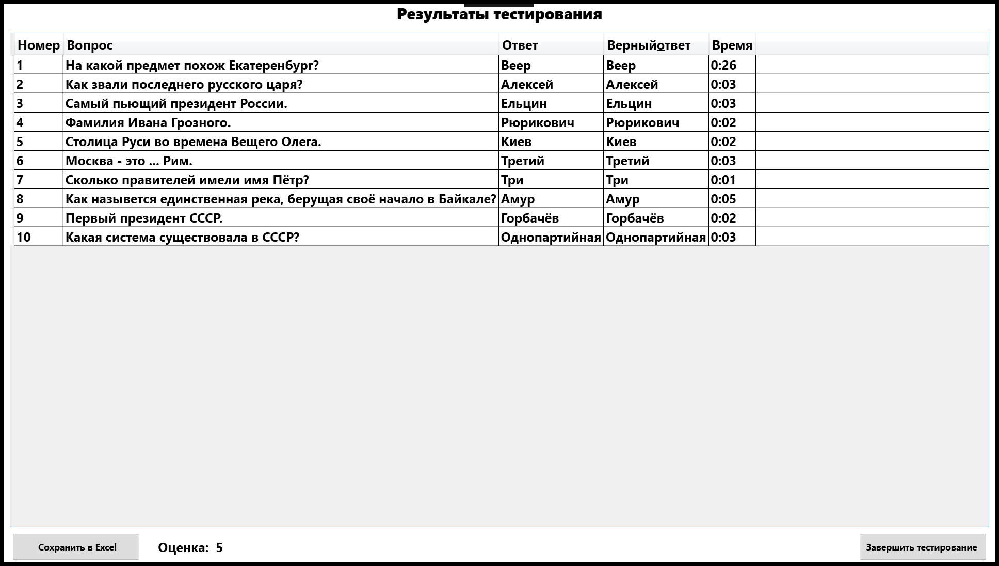 Результаты тестирования
Номер Вопрос Ответ Верныйответ Время
1 На какой предмет похож Екатеренбург? Веер Веер 0:26
2 Как звали последнего русского царя? Алексей Алексей 0:03
3 Самый пьющий президент России. Ельцин Ельцин 0:03
4 Фамилия Ивана Грозного. Рюрикович Рюрикович 0:02
5 Столица Руси во времена Вещего Олега. Киев Киев 0:02
6 Москва - это ... Рим. Третий Третий 0:03
7 Сколько правителей имели имя Пётр? Три Три 0:01
8 Как назывется единственная река, берущая своё начало в Байкале? Амур Амур 0:05
9 Первый президент СССР. Горбачёв Горбачёв 0:02
10 Какая система существовала в СССР? Однопартийная Однопартийная 0:03
Сохранить в Excel Оценка: 5 Завершить тестирование